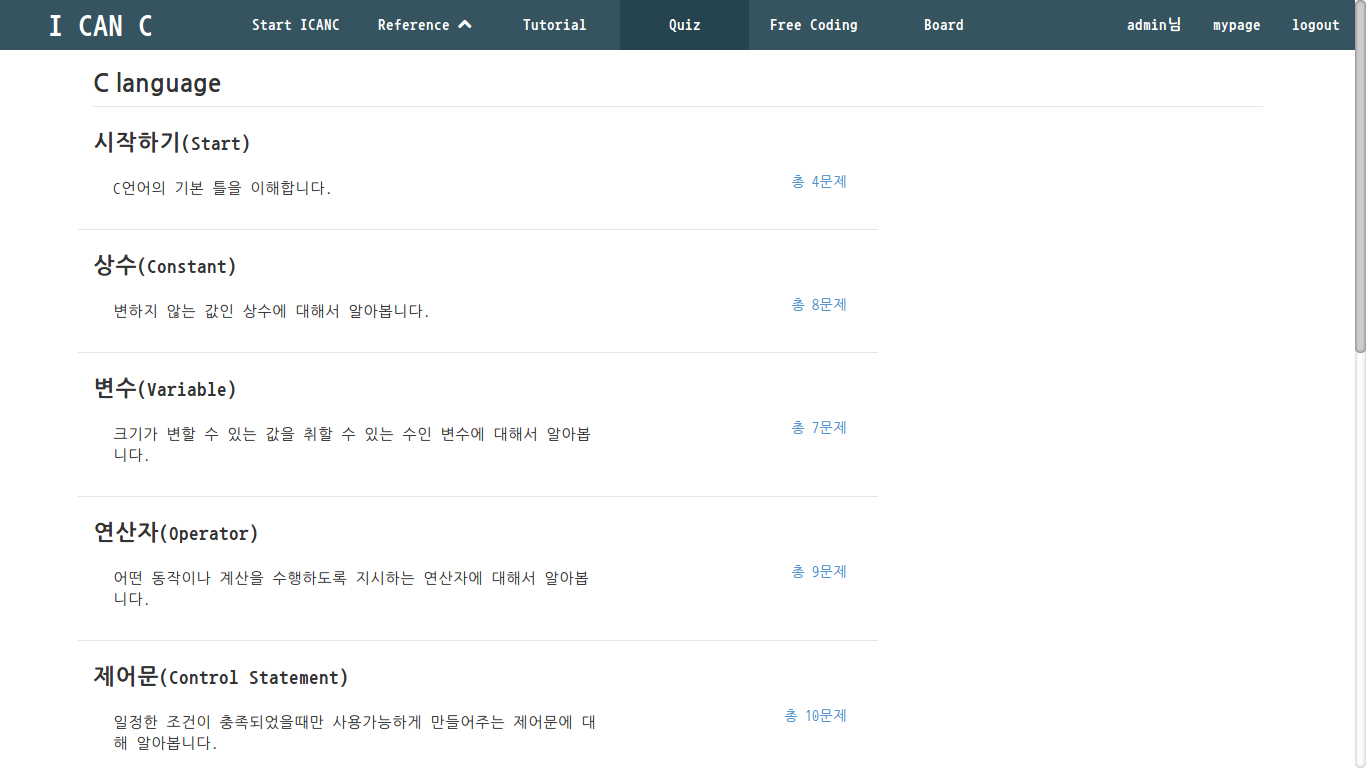 I CAN C Start ICANC Reference Tutorial Quiz Free Coding Board admin님 mypage logout
C language
시작하기(Start)
C언어의 기본 틀을 이해합니다.
총 4문제
상수(Constant)
변하지 않는 값인 상수에 대해서 알아봅니다.
총 8문제
변수(Variable)
크기가 변할 수 있는 값을 취할 수 있는 수인 변수에 대해서 알아봅
니다.
총 7문제
연산자(Operator)
어떤 동작이나 계산을 수행하도록 지시하는 연산자에 대해서 알아봅
니다.
총 9문제
제어문(Control Statement)
일정한 조건이 충족되었을때만 사용가능하게 만들어주는 제어문에 대
해 알아봅니다.
총 10문제